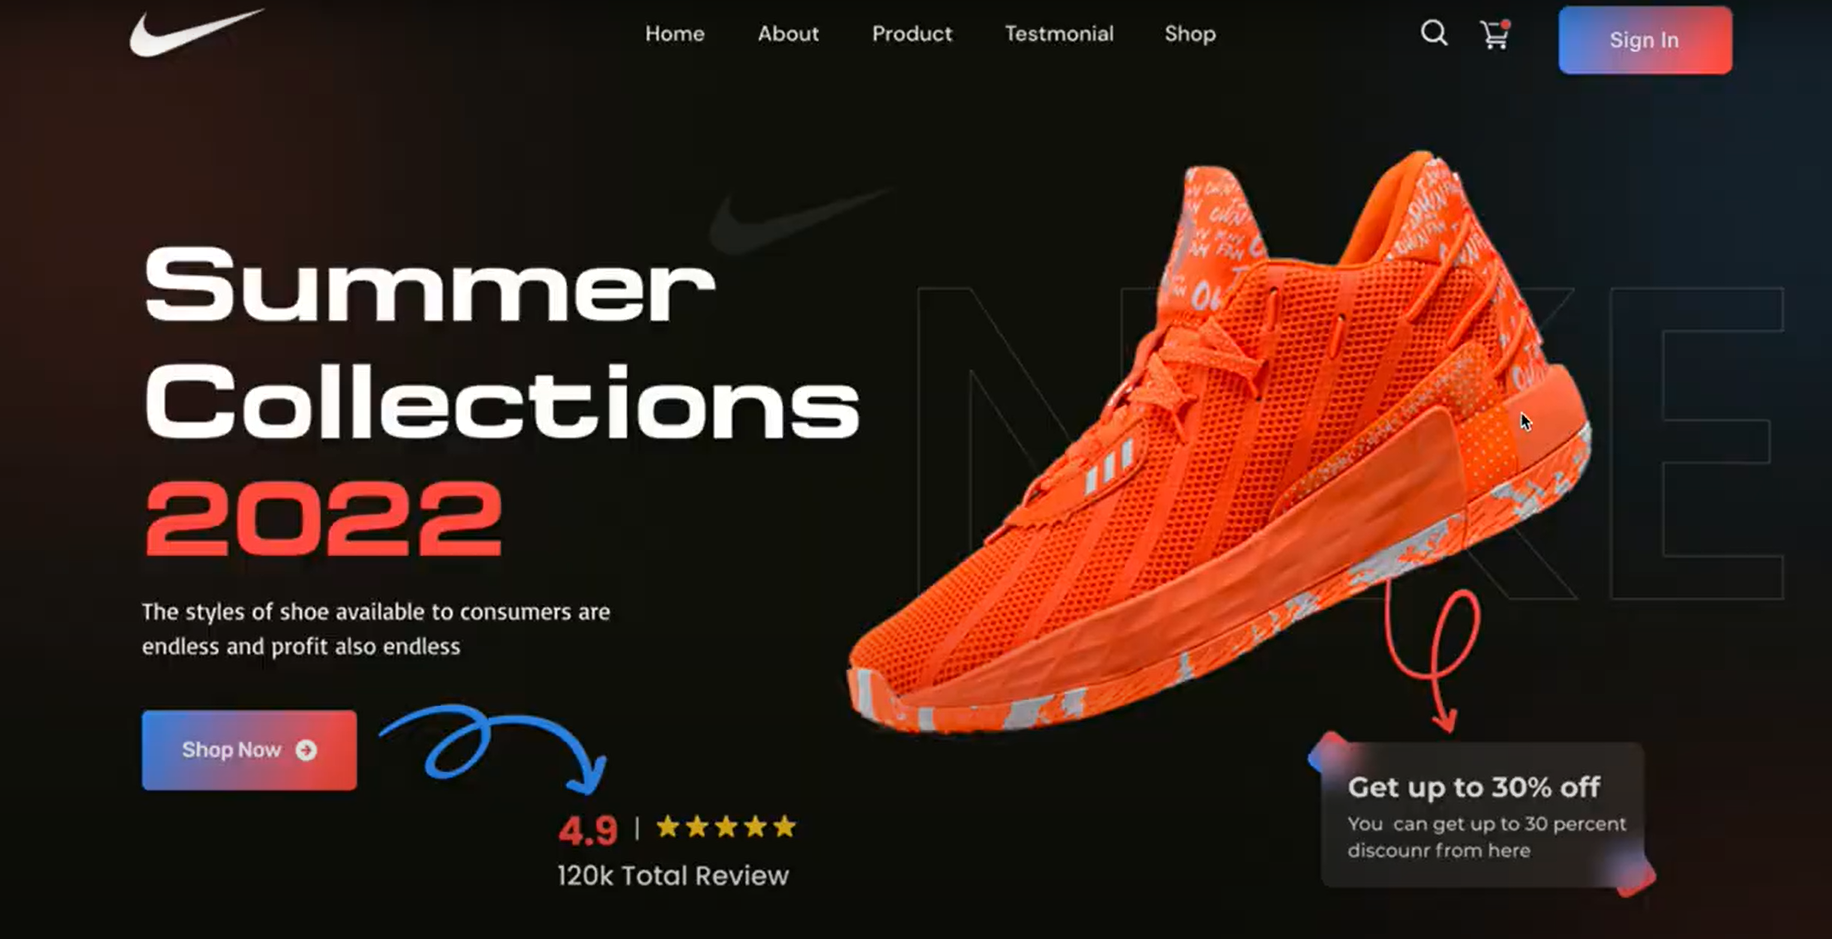 Home About Product Testmonial Shop
Sign In
Summer
Collections
2022
The styles of shoe available to consumers are
endless and profit also endless
Shop Now
4.9 |
120k Total Review
Get up to 30% off
You can get up to 30 percent
discounr from here